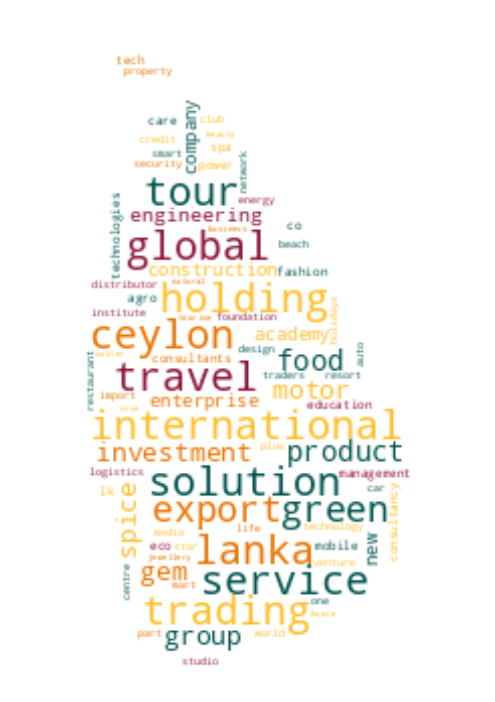 tech
property
company
care
club
credit
beauty
smart
spa
security
power
network
tour
energy
technologies
engineering
business
co
global
beach
construction
fashion
distributor
natural
agro
holding
holidays
institute
tourism
foundation
ceylon
academy
restaurant
master
consultants
design
food
auto
travel
traders
resort
import
enterprise
motor
visa
education
international
investment
plus
product
logistics
solution
management
lk
spice
car
consultancy
export
green
life
technology
media
new
eco
star
lanka
mobile
jewellery
venture
centre
gem
mart
service
one
trading
house
part
group
world
studio